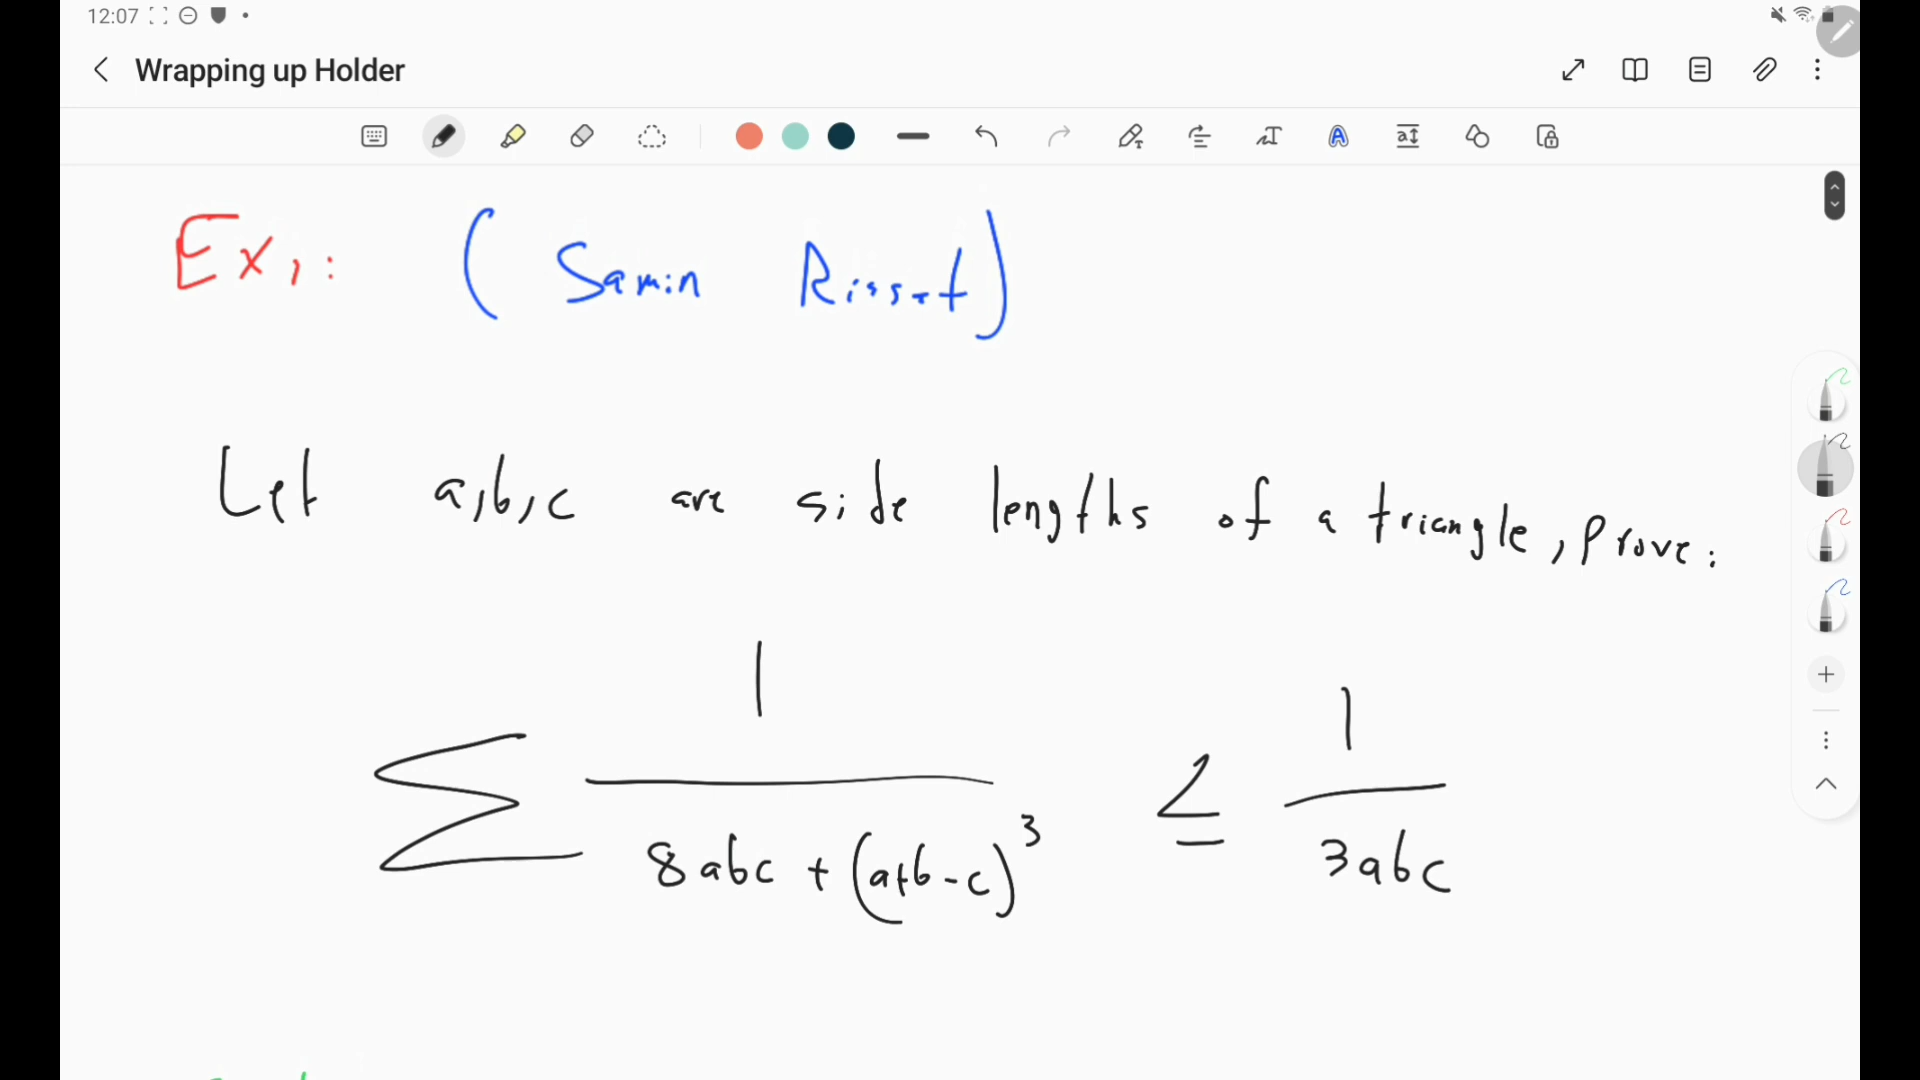 12:07
Wrapping up Holder
Ex,: (Samin Riasat)
Let a,b,c are side lengths of a triangle, prove:
∑ 1/(8abc + (a+b-c)³) ≤ 1/(3abc)